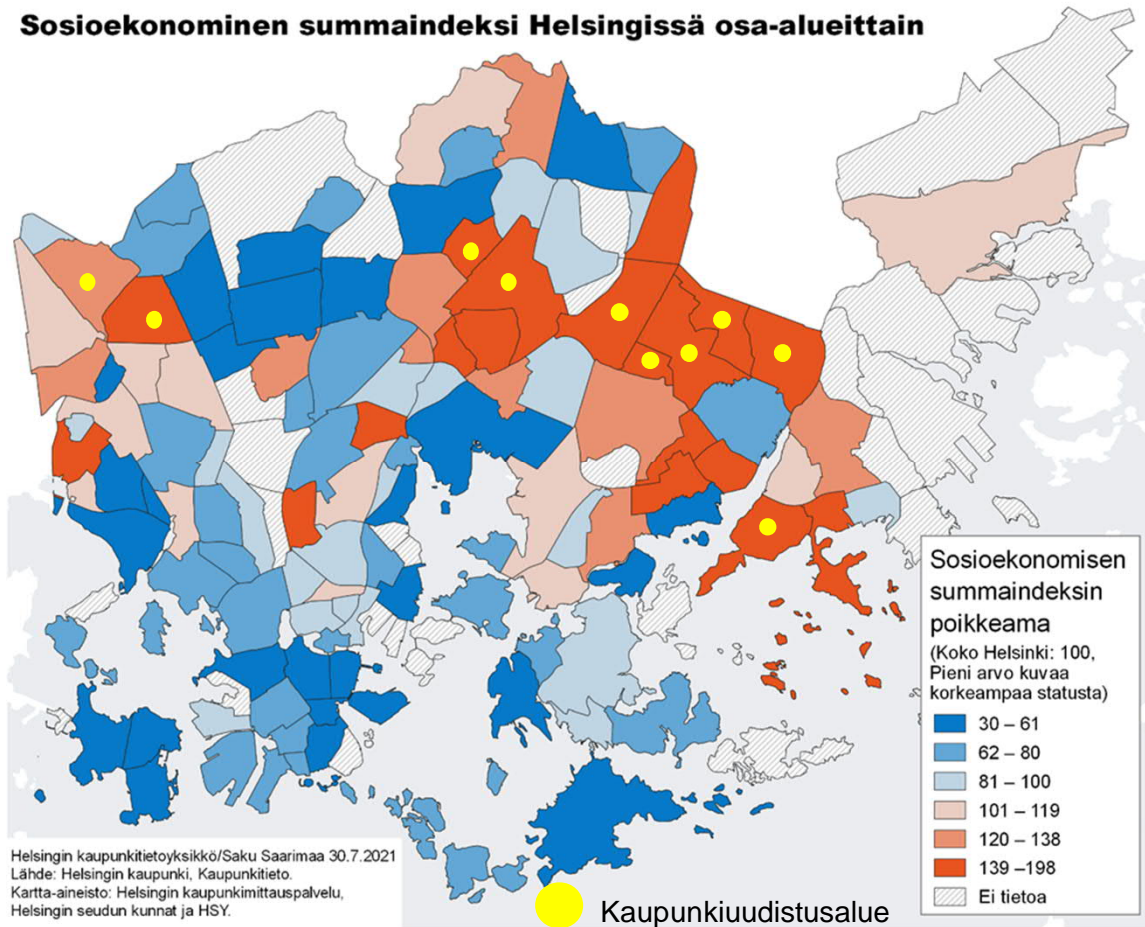 Sosioekonominen summaindeksi Helsingissä osa-alueittain
Sosioekonomisen
summaindeksin
poikkeama
(Koko Helsinki: 100,
Pieni arvo kuvaa
korkeampaa statusta)
30 – 61
62 – 80
81 – 100
101 – 119
120 – 138
139 –198
Ei tietoa
Helsingin kaupunkitietoyksikkö/Saku Saarimaa 30.7.2021
Lähde: Helsingin kaupunki, Kaupunkitieto.
Kartta-aineisto: Helsingin kaupunkimittauspalvelu,
Helsingin seudun kunnat ja HSY.
Kaupunkiuudistusalue